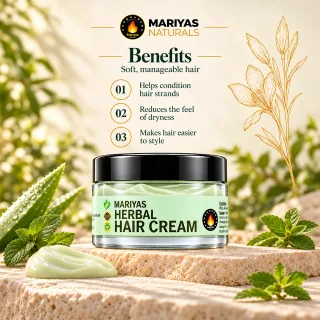 MARIYAS
NATURALS
Benefits
Soft, manageable hair
01
Helps condition
hair strands
02
Reduces the feel
of dryness
03
Makes hair easier
to style
MARIYAS
HERBAL
HAIR CREAM